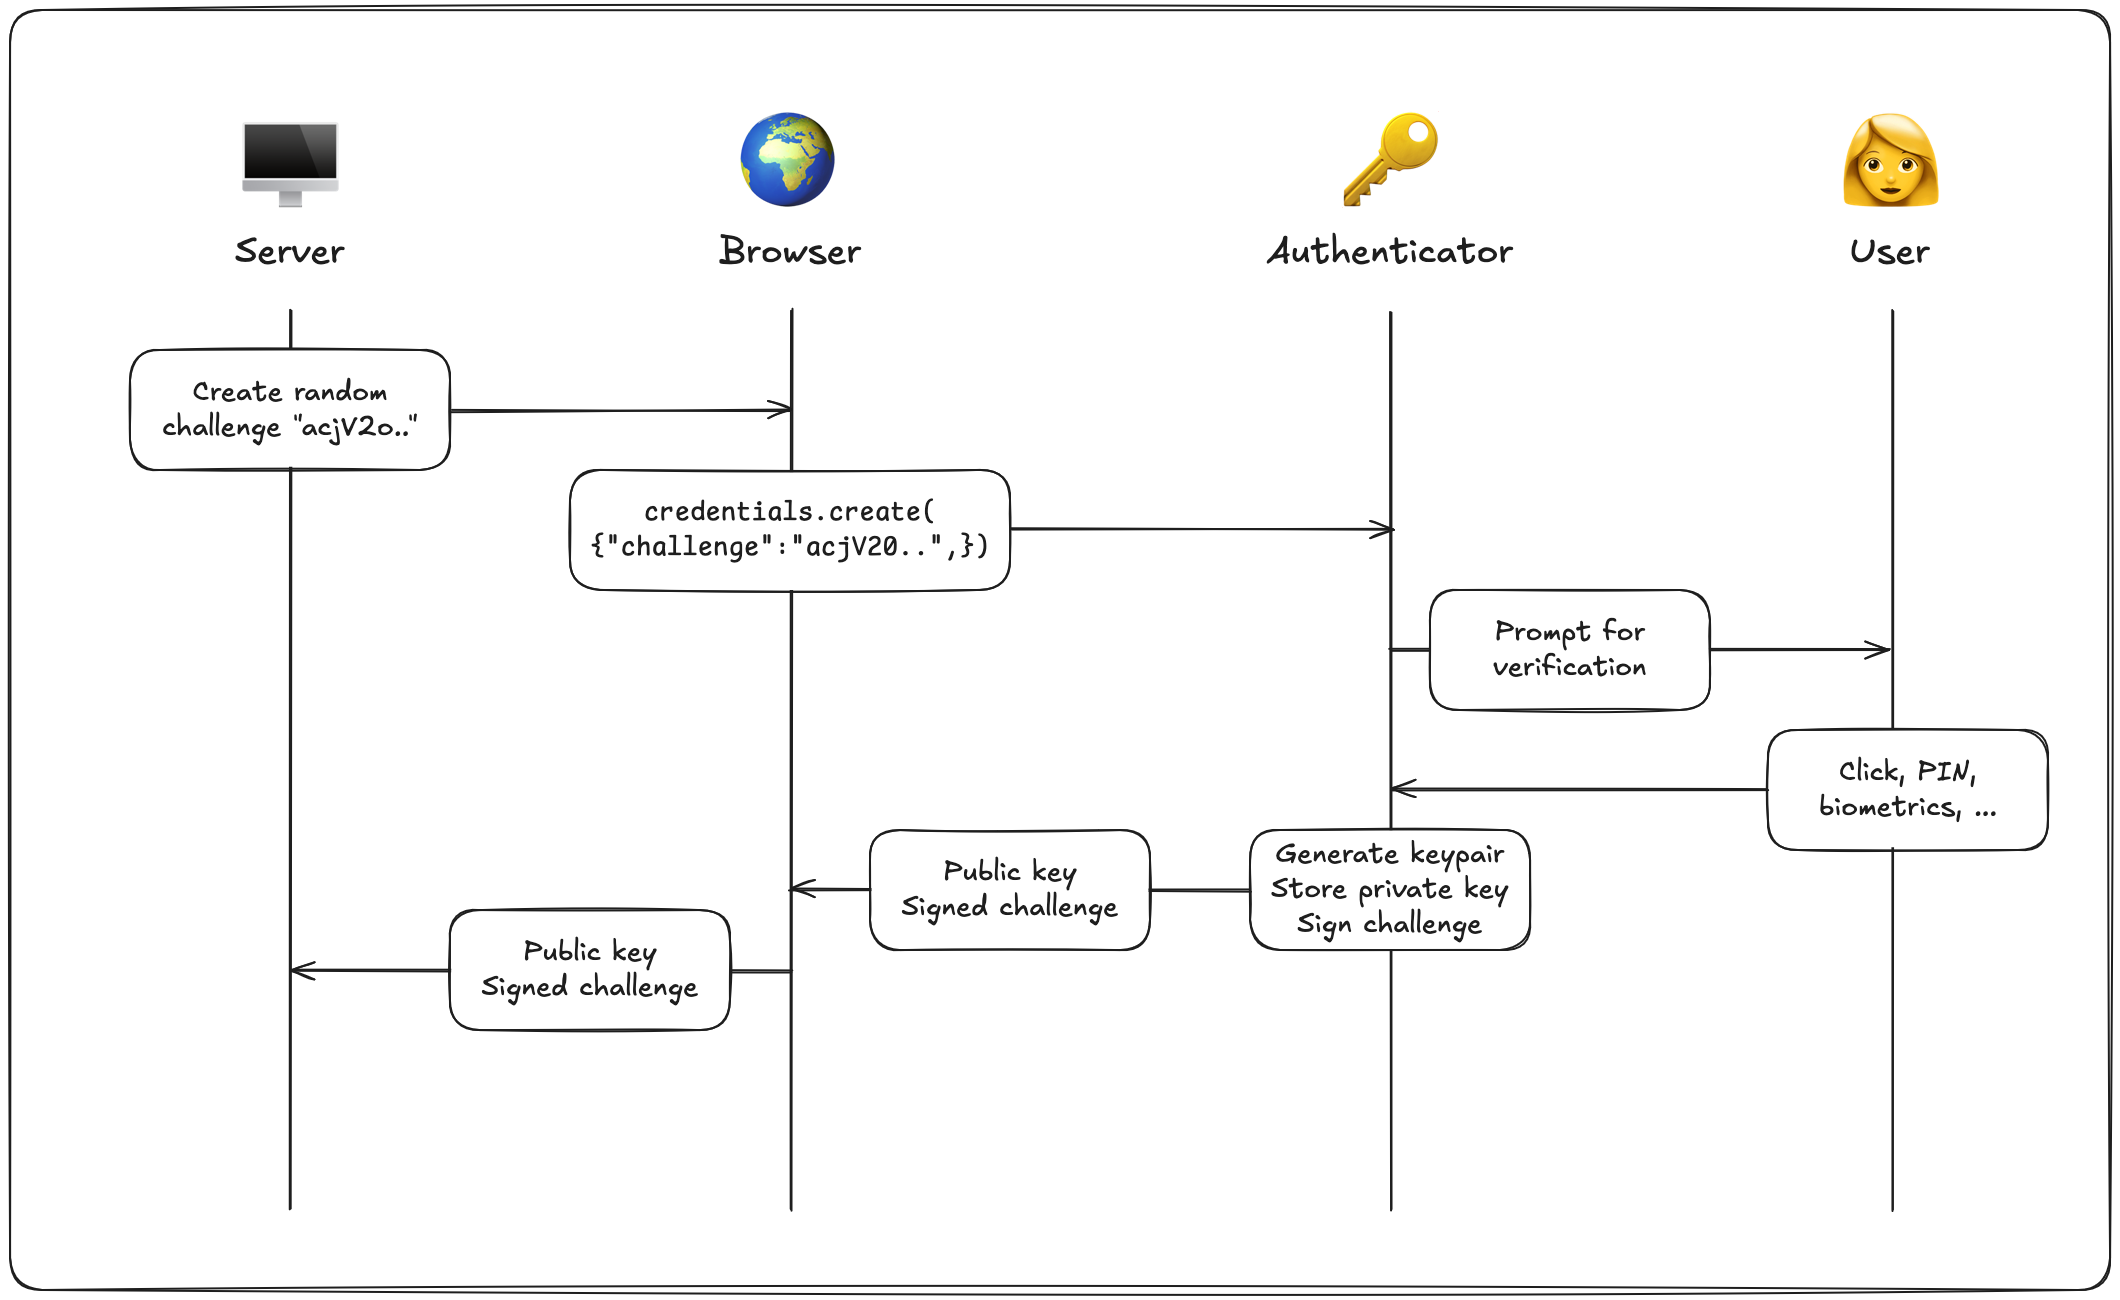 Server
Browser
Authenticator
User
Create random
challenge "acjV2o.."
credentials.create(
{"challenge":"acjV20..",})
Prompt for
verification
Click, PIN,
biometrics, ...
Generate keypair
Store private key
Sign challenge
Public key
Signed challenge
Public key
Signed challenge